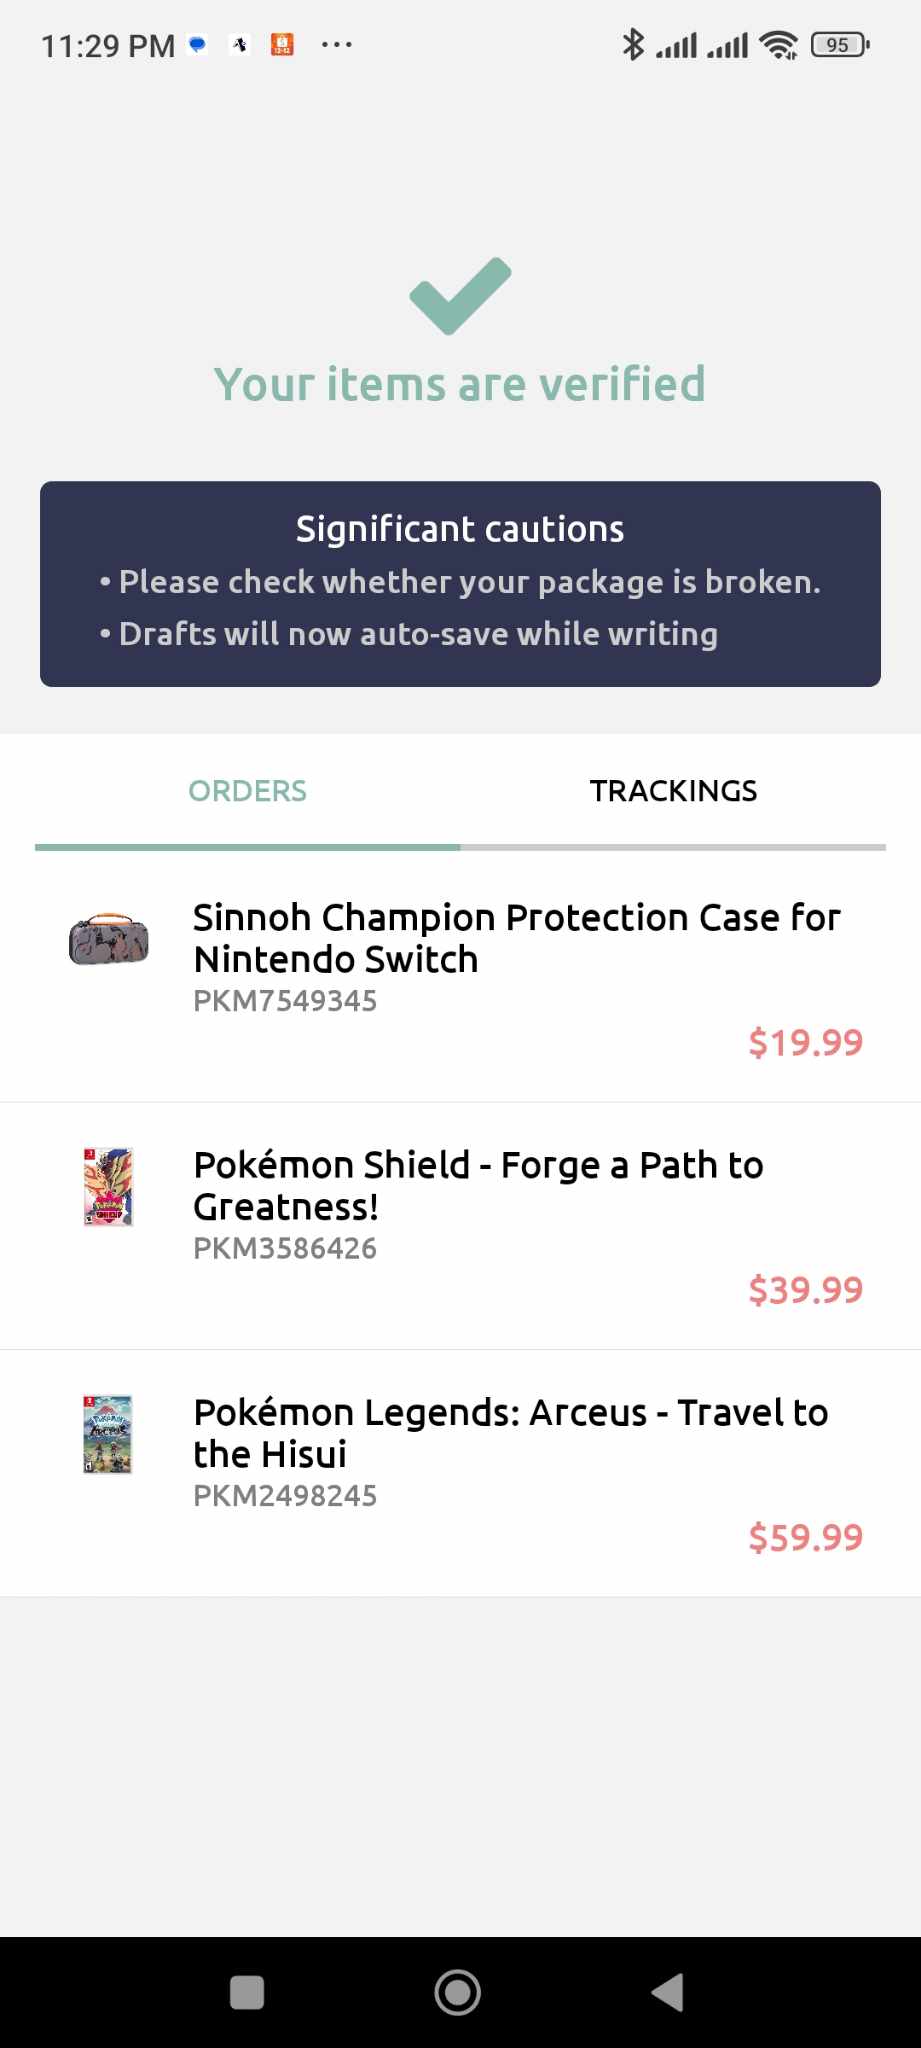 11:29 PM
95
Your items are verified
Significant cautions
• Please check whether your package is broken.
• Drafts will now auto-save while writing
ORDERS
TRACKINGS
Sinnoh Champion Protection Case for
Nintendo Switch
PKM7549345
$19.99
Pokémon Shield - Forge a Path to
Greatness!
PKM3586426
$39.99
Pokémon Legends: Arceus - Travel to
the Hisui
PKM2498245
$59.99